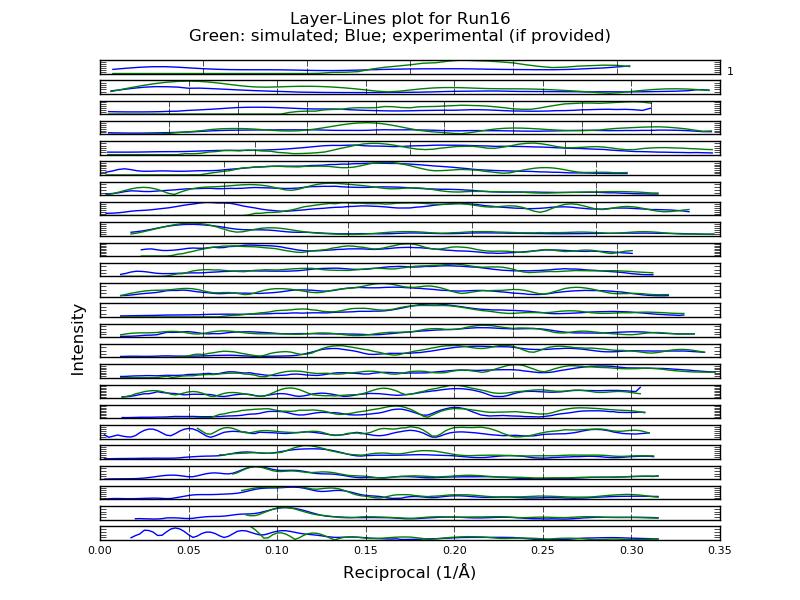 Layer-Lines plot for Run16
Green: simulated; Blue; experimental (if provided)
1
Intensity
0.00 0.05 0.10 0.15 0.20 0.25 0.30 0.35
Reciprocal (1/Å)